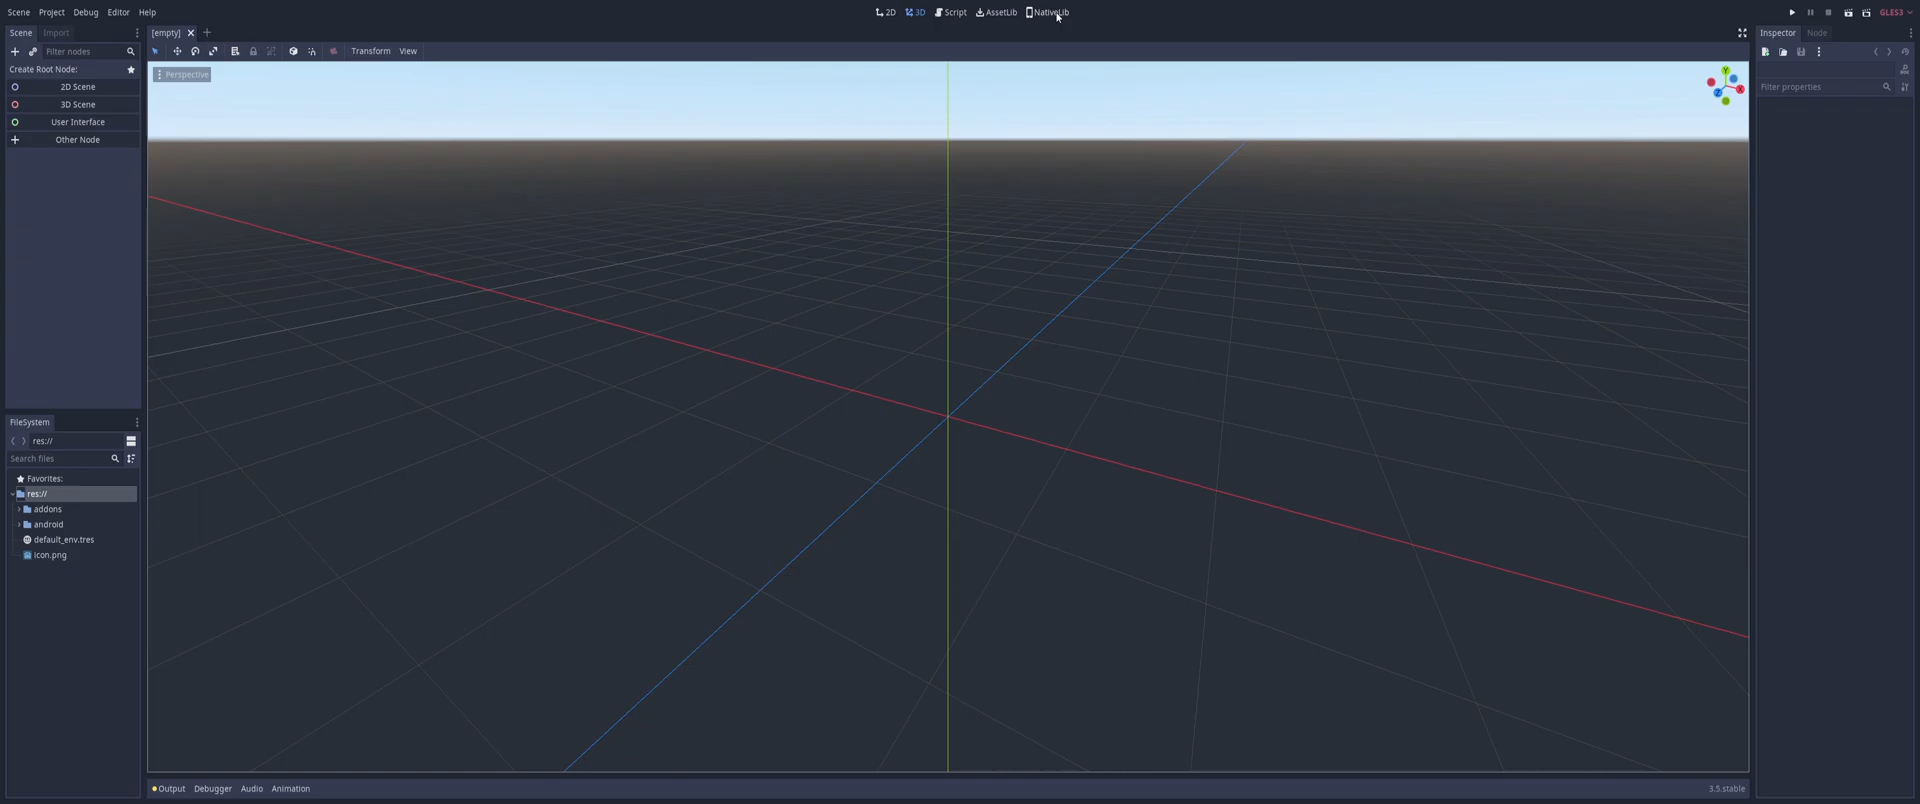 Scene Project Debug Editor Help
2D 3D Script AssetLib NativeLib
GLES3
Scene Import
[empty]
Inspector Node
Filter nodes
Transform View
Create Root Node:
Perspective
Y
X
Z
2D Scene
Filter properties
3D Scene
User Interface
Other Node
FileSystem
res://
Search files
Favorites:
res://
addons
android
default_env.tres
icon.png
Output Debugger Audio Animation
3.5.stable